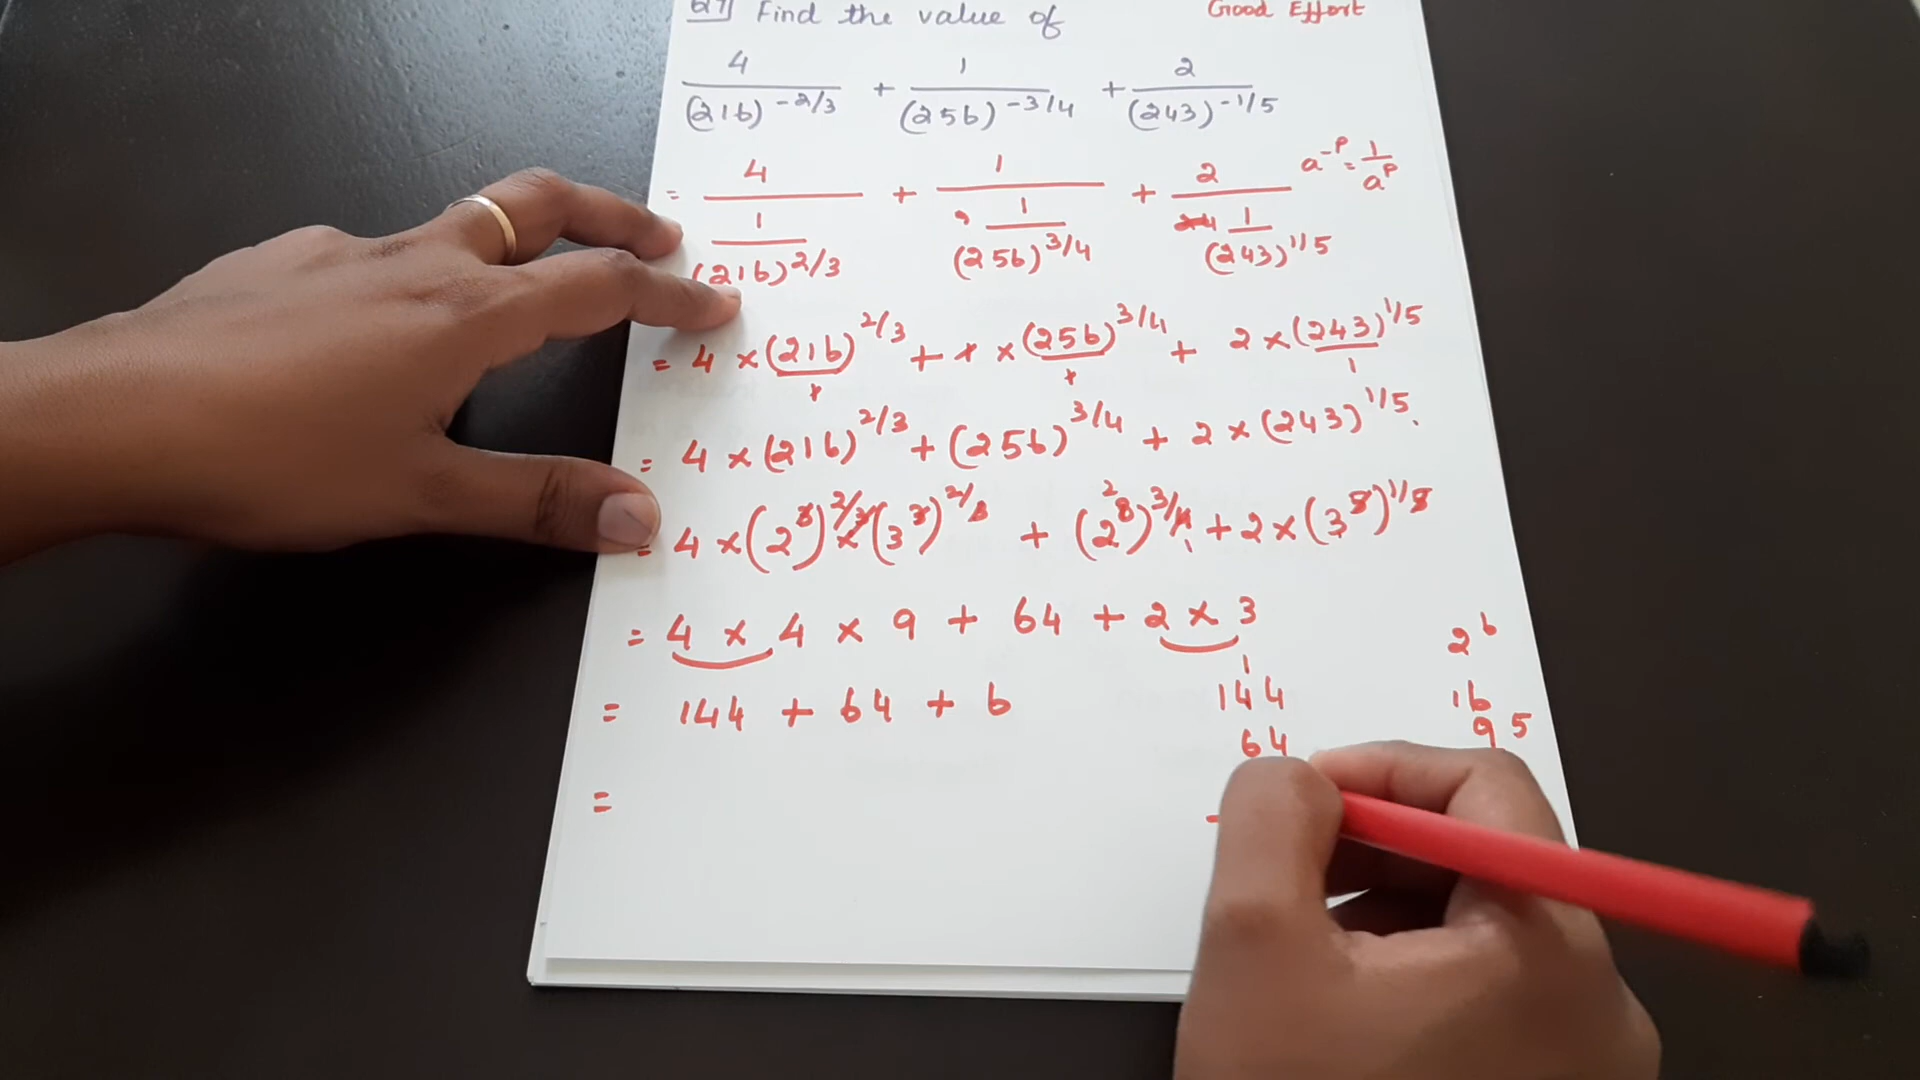 Find the value of Good Effort
4/(216)^-2/3 + 1/(256)^-3/4 + 2/(243)^-1/5
= 4/(1/(216)^2/3) + 1/(1/(256)^3/4) + 2/(1/(243)^1/5) a^-p = 1/a^p
= 4 × (216)^2/3/1 + 1 × (256)^3/4/1 + 2 × (243)^1/5/1
= 4 × (216)^2/3 + (256)^3/4 + 2 × (243)^1/5.
= 4 × (2^3)^2/3 × (3^3)^2/3 + (2^8)^3/4 + 2 × (3^5)^1/5
= 4 × 4 × 9 + 64 + 2 × 3
2^6
= 144 + 64 + 6
1
144
64
16
9 5
=